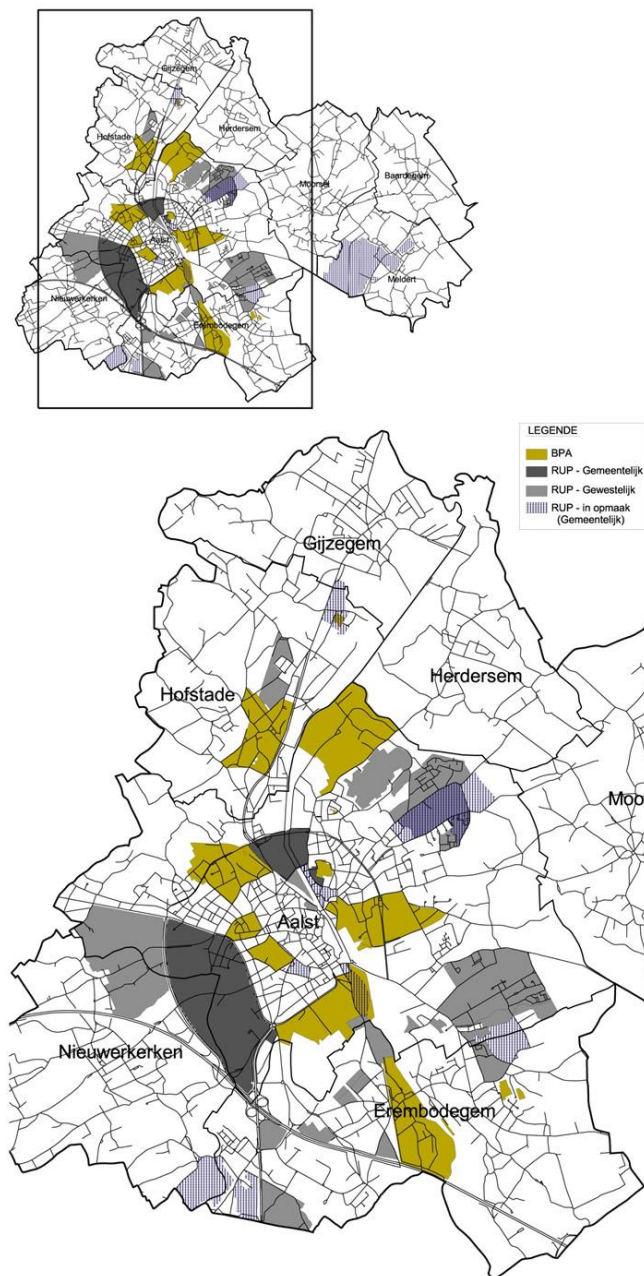 Gijzegem
Hofstade
Herdersem
Moorsel
Baardegem
Aalst
Meldert
Nieuwerkerken
Erembodegem
LEGENDE
BPA
RUP - Gemeentelijk
RUP - Gewestelijk
RUP - in opmaak
(Gemeentelijk)
Gijzegem
Hofstade
Herdersem
Moo
Aalst
Nieuwerkerken
Erembodegem